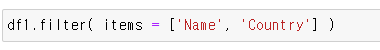 df1.filter( items = ['Name', 'Country'] )